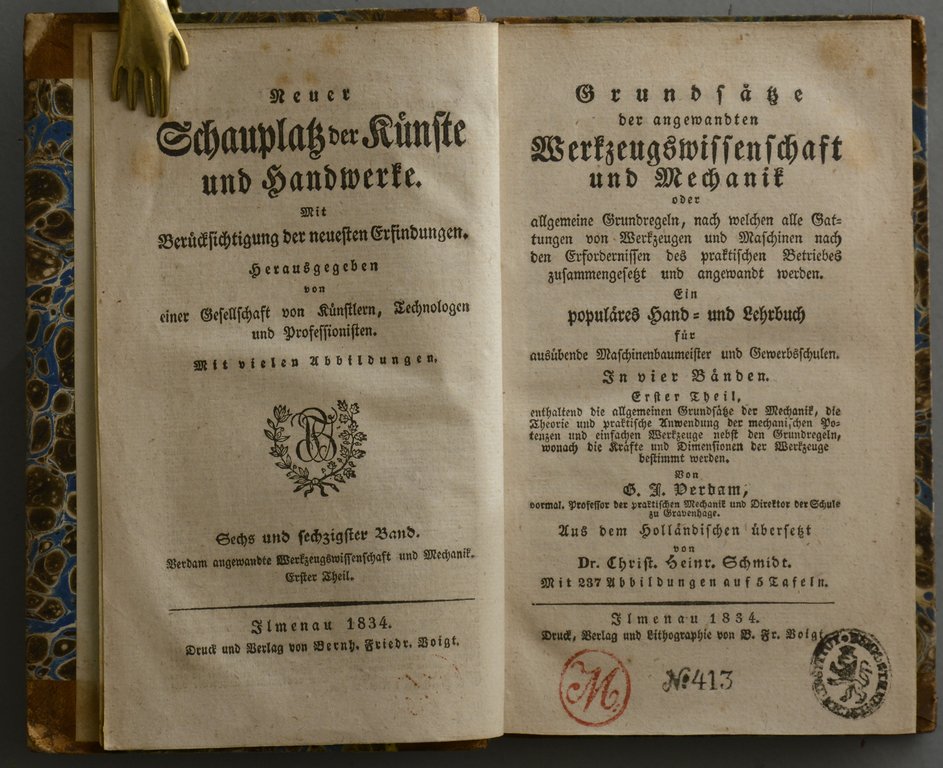 Neuer
Schauplatz der Künste
und Handwerke.
Mit
Berücksichtigung der neuesten Erfindungen.
Herausgegeben
von
einer Gesellschaft von Künstlern, Technologen
und Professionisten.
Mit vielen Abbildungen.
Sechs und sechzigster Band.
Verdam angewandte Werkzeugswissenschaft und Mechanik.
Erster Theil.
Ilmenau 1834.
Druck und Verlag von Bernh. Friedr. Voigt.
Grundsätze
der angewandten
Werkzeugswissenschaft
und Mechanik
oder
allgemeine Grundregeln, nach welchen alle Gat-
tungen von Werkzeugen und Maschinen nach
den Erfordernissen des praktischen Betriebes
zusammengesetzt und angewandt werden.
Ein
populäres Hand- und Lehrbuch
für
ausübende Maschinenbaumeister und Gewerbsschulen.
In vier Bänden.
Erster Theil,
enthaltend die allgemeinen Grundsätze der Mechanik, die
Theorie und praktische Anwendung der mechanischen Po-
tenzen und einfachen Werkzeuge nebst den Grundregeln,
wonach die Kräfte und Dimensionen der Werkzeuge
bestimmt werden.
Von
G. J. Verdam,
vormal. Professor der praktischen Mechanik und Direktor der Schule
zu Gravenhage.
Aus dem Holländischen übersetzt
von
Dr. Christ. Heinr. Schmidt.
Mit 237 Abbildungen auf 5 Tafeln.
Ilmenau 1834.
Druck, Verlag und Lithographie von B. Fr. Voigt
M
№ 413